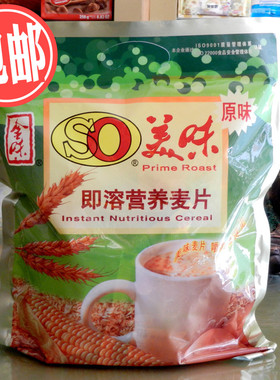 包邮
ISO9001
原味
金味
SO®
美味
Prime Roast
即溶营养麦片
Instant Nutritious Cereal